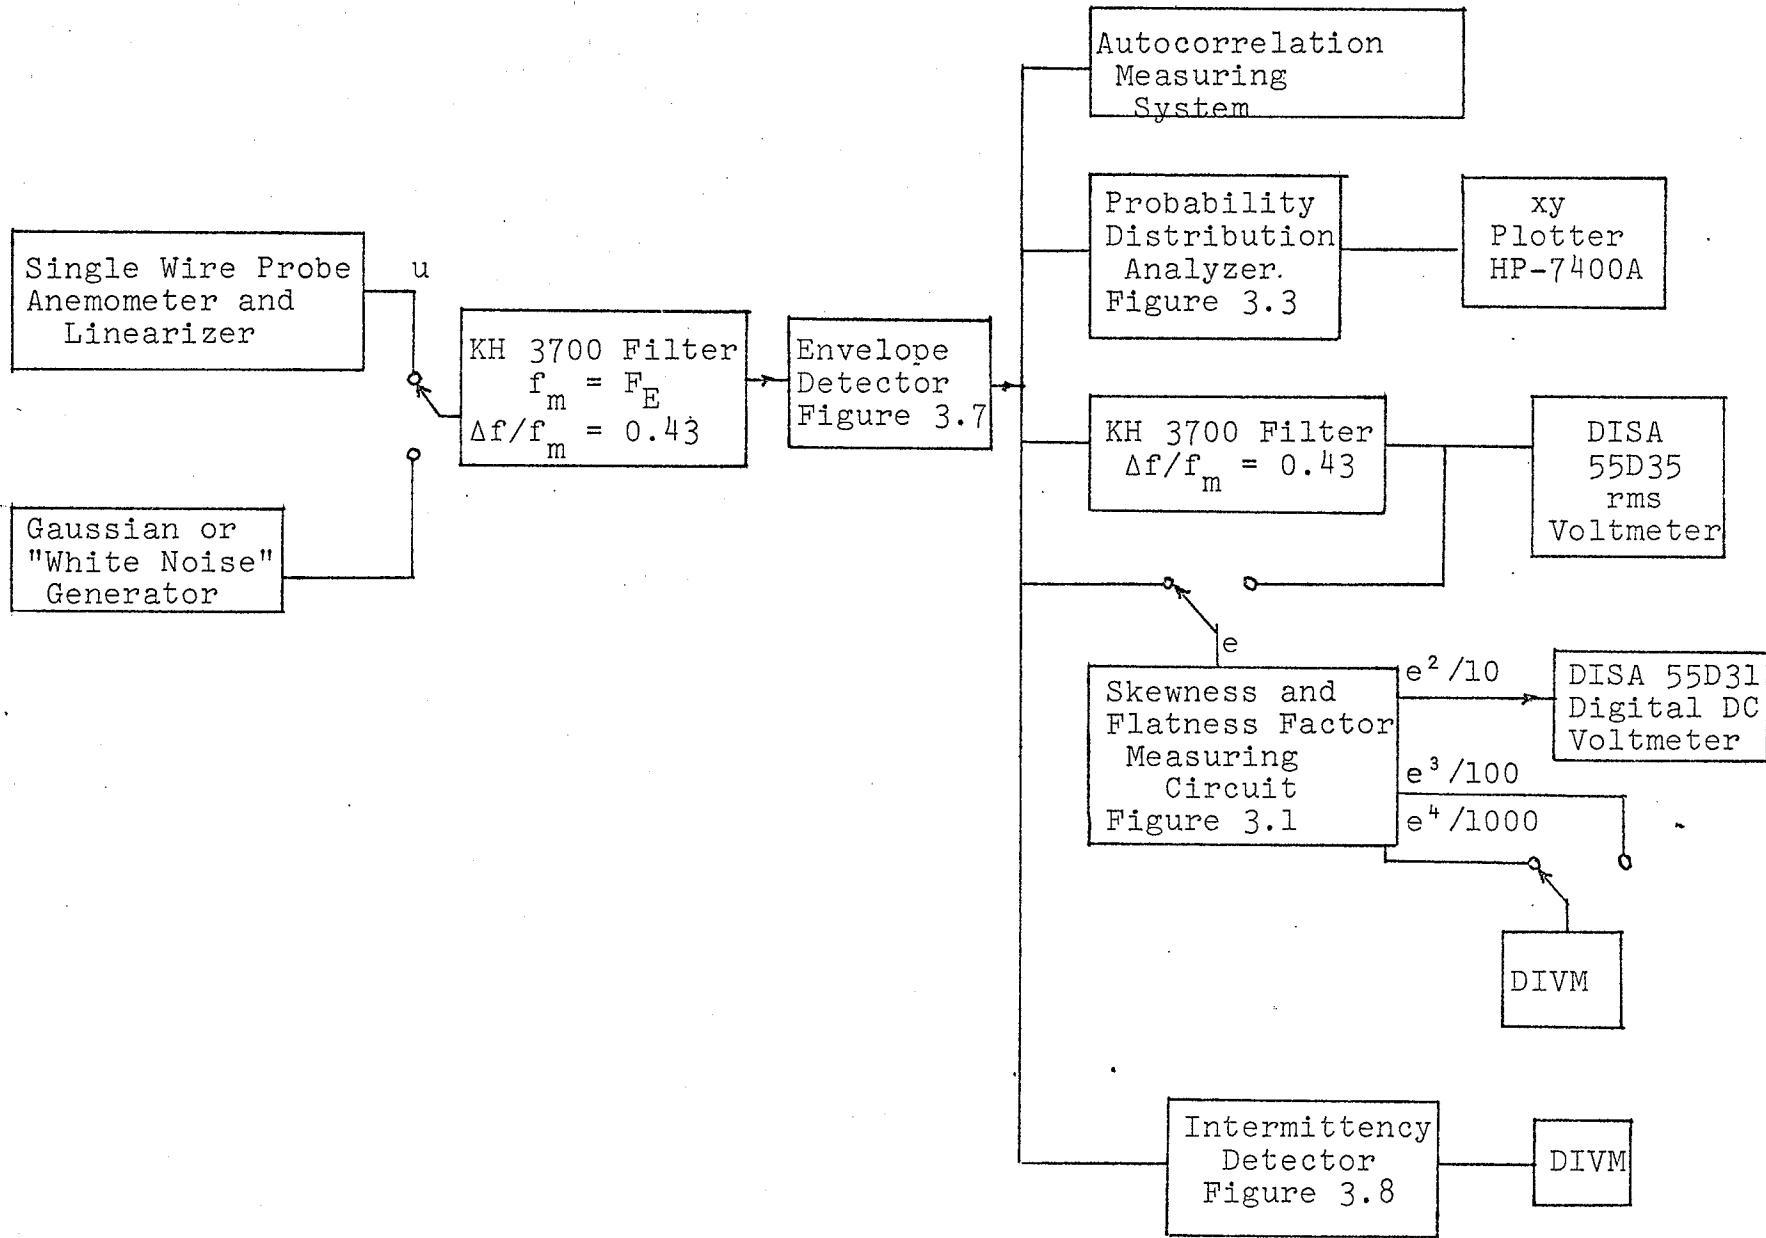 Autocorrelation
Measuring
System
Probability
Distribution
Analyzer.
Figure 3.3
xy
Plotter
HP-7400A
Single Wire Probe
Anemometer and
Linearizer
u
KH 3700 Filter
f_m = F_E
Δf/f_m = 0.43
Envelope
Detector
Figure 3.7
KH 3700 Filter
Δf/f_m = 0.43
DISA
55D35
rms
Voltmeter
Gaussian or
"White Noise"
Generator
e
Skewness and
Flatness Factor
Measuring
Circuit
Figure 3.1
e²/10
e³/100
e⁴/1000
DISA 55D31
Digital DC
Voltmeter
DIVM
Intermittency
Detector
Figure 3.8
DIVM